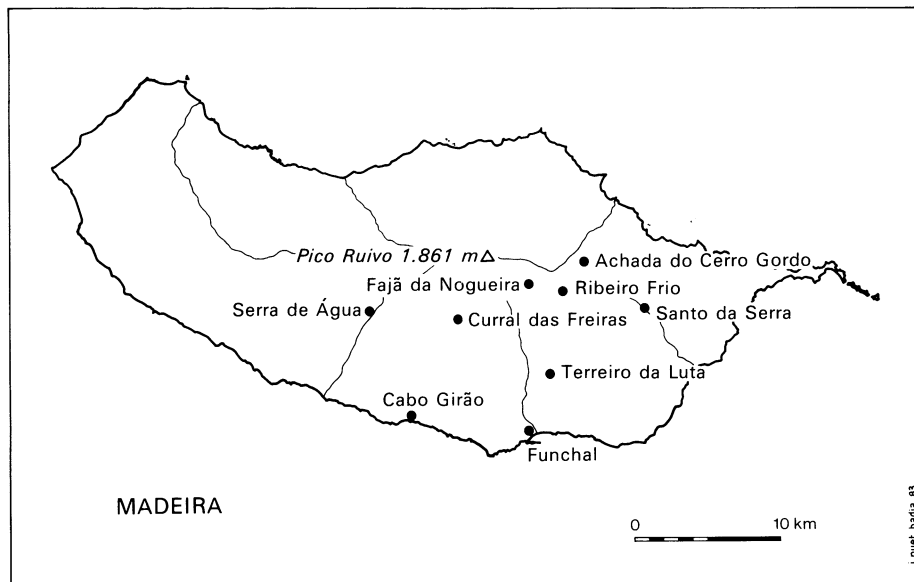 Pico Ruivo 1.861 m
Achada do Cerro Gordo
Fajã da Nogueira
Ribeiro Frio
Serra de Água
Curral das Freiras
Santo da Serra
Terreiro da Luta
Cabo Girão
Funchal
MADEIRA
0 10 km